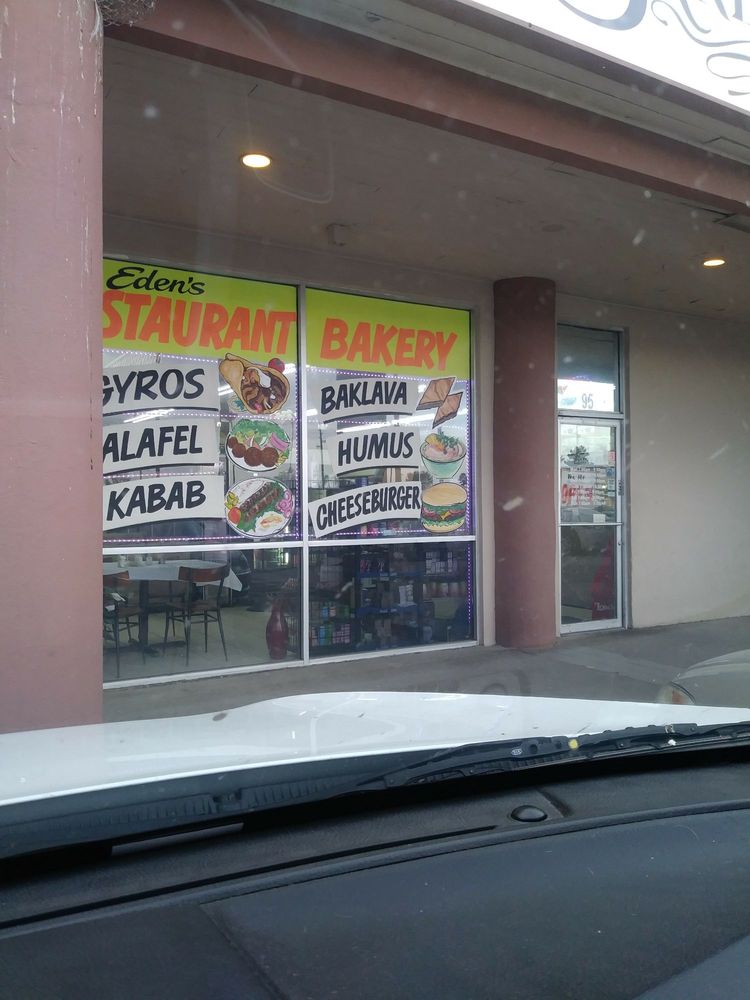 Eden's
STAURANT
GYROS
ALAFEL
KABAB
BAKERY
BAKLAVA
HUMUS
CHEESEBURGER
95